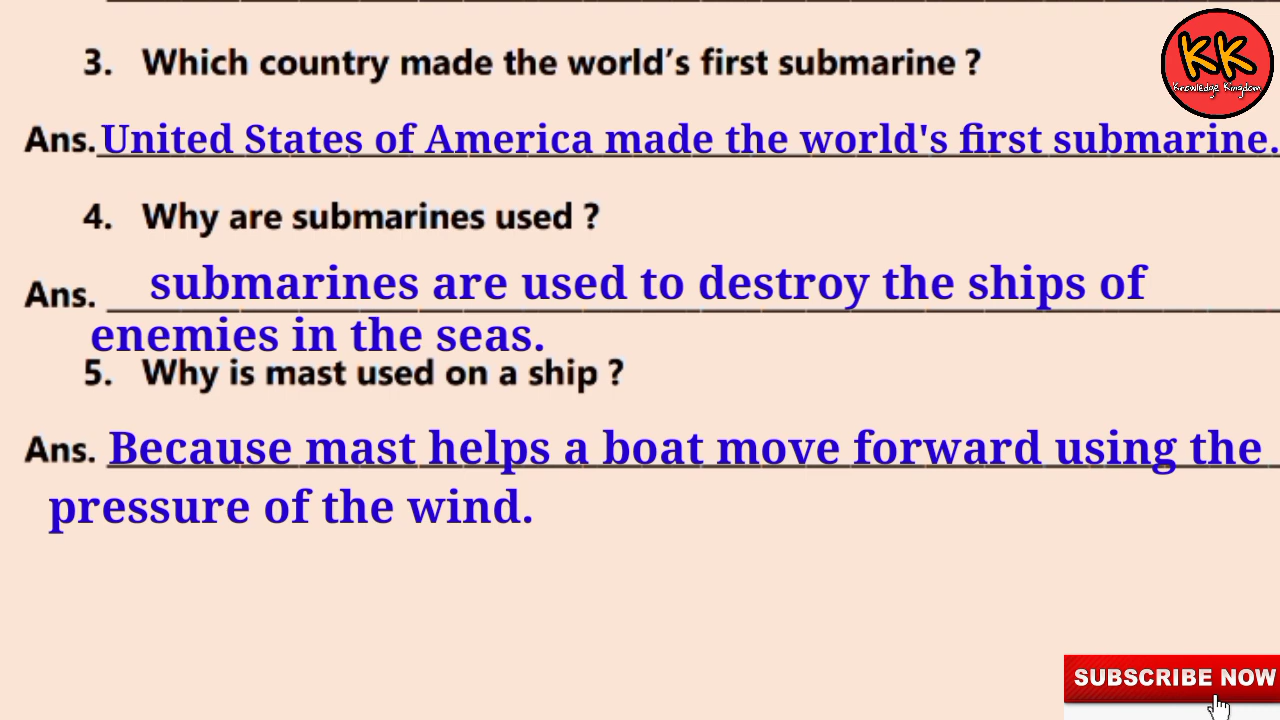 3. Which country made the world's first submarine ?
Ans. United States of America made the world's first submarine.
4. Why are submarines used ?
Ans. submarines are used to destroy the ships of
enemies in the seas.
5. Why is mast used on a ship ?
Ans. Because mast helps a boat move forward using the
pressure of the wind.
KK
Knowledge Kingdom
SUBSCRIBE NOW